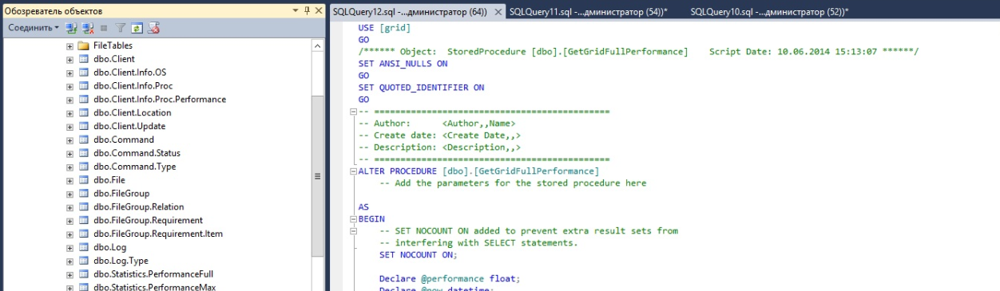 Обозреватель объектов
Соединить
FileTables
dbo.Client
dbo.Client.Info.OS
dbo.Client.Info.Proc
dbo.Client.Info.Proc.Performance
dbo.Client.Location
dbo.Client.Update
dbo.Command
dbo.Command.Status
dbo.Command.Type
dbo.File
dbo.FileGroup
dbo.FileGroup.Relation
dbo.FileGroup.Requirement
dbo.FileGroup.Requirement.Item
dbo.Log
dbo.Log.Type
dbo.Statistics.PerformanceFull
dbo.Statistics.PerformanceMax
SQLQuery12.sql -...дминистратор (64)) SQLQuery11.sql -...дминистратор (54))* SQLQuery10.sql -...дминистратор (52))*
USE [grid]
GO
/****** Object:  StoredProcedure [dbo].[GetGridFullPerformance]    Script Date: 10.06.2014 15:13:07 ******/
SET ANSI_NULLS ON
GO
SET QUOTED_IDENTIFIER ON
GO
-- =============================================
-- Author:      <Author,,Name>
-- Create date: <Create Date,,>
-- Description: <Description,,>
-- =============================================
ALTER PROCEDURE [dbo].[GetGridFullPerformance]
-- Add the parameters for the stored procedure here
AS
BEGIN
-- SET NOCOUNT ON added to prevent extra result sets from
-- interfering with SELECT statements.
SET NOCOUNT ON;
Declare @performance float;
Declare @now datetime;